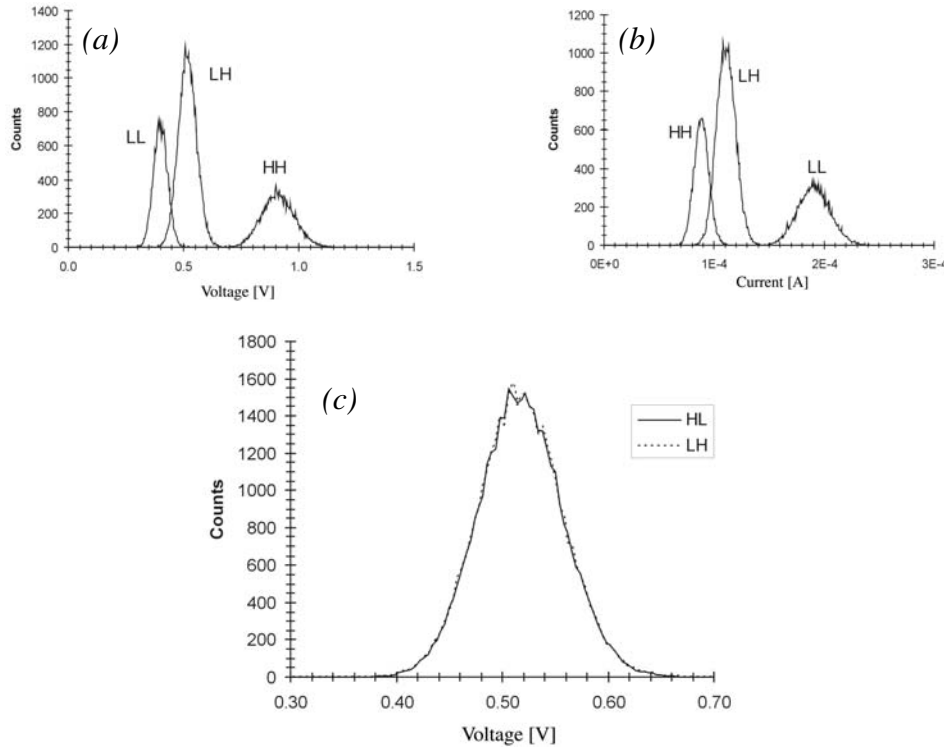 (a)
1400
1200
1000
800
600
400
200
0
Counts
LL
LH
HH
0.0
0.5
1.0
1.5
Voltage [V]
(b)
1200
1000
800
600
400
200
0
Counts
HH
LH
LL
0E+0
1E-4
2E-4
3E-4
Current [A]
(c)
1800
1600
1400
1200
1000
800
600
400
200
0
Counts
HL
LH
0.30
0.40
0.50
0.60
0.70
Voltage [V]